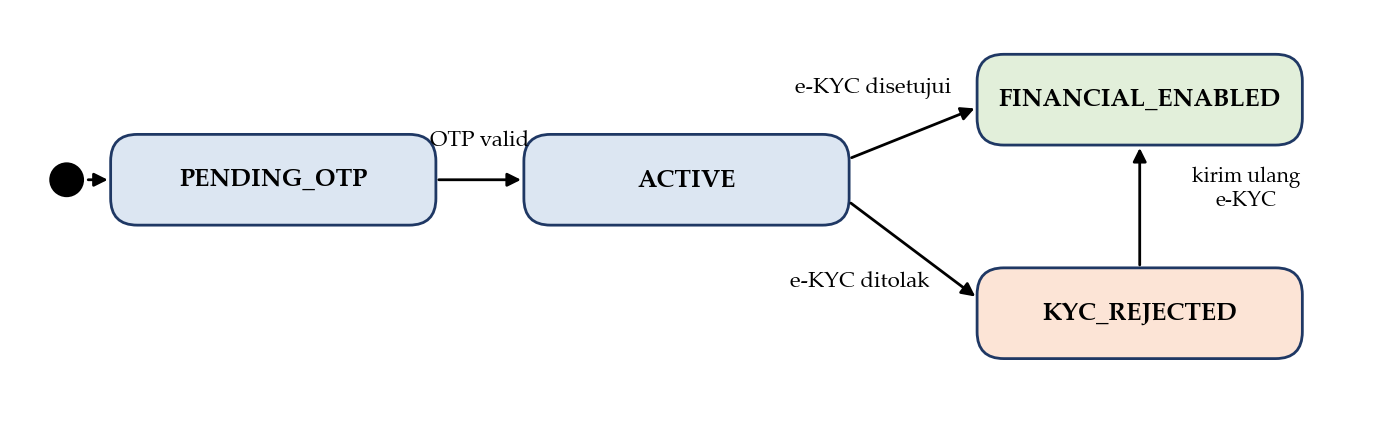 PENDING_OTP
OTP valid
ACTIVE
e-KYC disetujui
FINANCIAL_ENABLED
e-KYC ditolak
KYC_REJECTED
kirim ulang
e-KYC